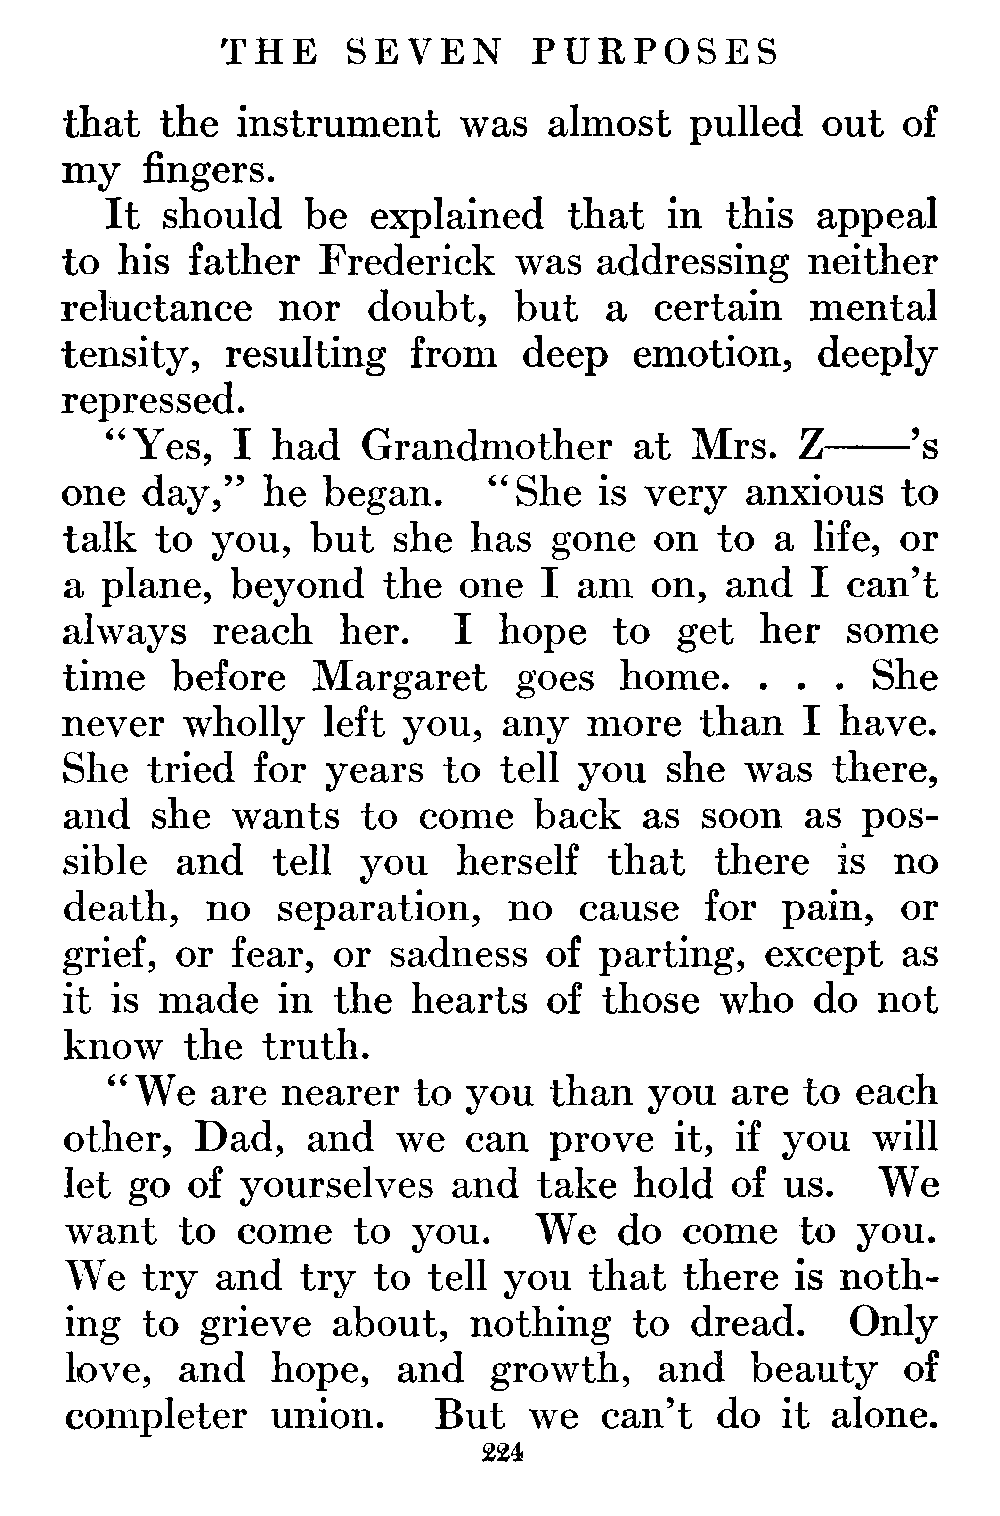 THE SEVEN PURPOSES
that the instrument was almost pulled out of
my fingers.
It should be explained that in this appeal
to his father Frederick was addressing neither
reluctance nor doubt, but a certain mental
tensity, resulting from deep emotion, deeply
repressed.
“Yes, I had Grandmother at Mrs. Z——’s
one day,” he began. “She is very anxious to
talk to you, but she has gone on to a life, or
a plane, beyond the one I am on, and I can’t
always reach her. I hope to get her some
time before Margaret goes home. . . . She
never wholly left you, any more than I have.
She tried for years to tell you she was there,
and she wants to come back as soon as pos-
sible and tell you herself that there is no
death, no separation, no cause for pain, or
grief, or fear, or sadness of parting, except as
it is made in the hearts of those who do not
know the truth.
“We are nearer to you than you are to each
other, Dad, and we can prove it, if you will
let go of yourselves and take hold of us. We
want to come to you. We do come to you.
We try and try to tell you that there is noth-
ing to grieve about, nothing to dread. Only
love, and hope, and growth, and beauty of
completer union. But we can’t do it alone.
224